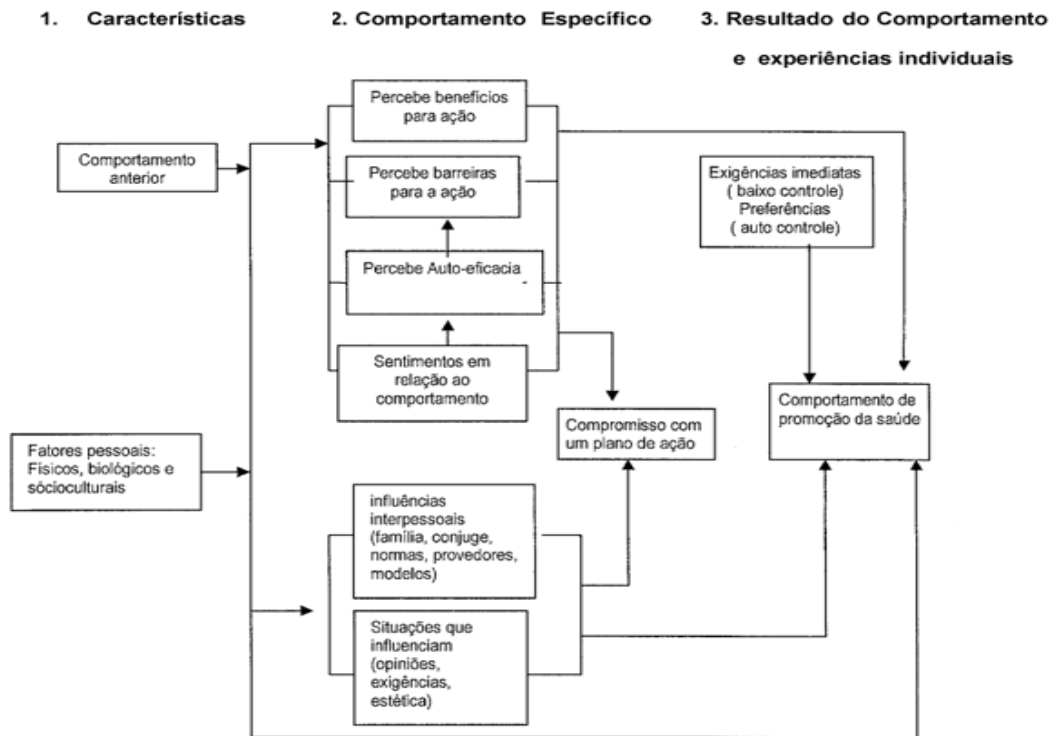 1. Características
2. Comportamento Específico
3. Resultado do Comportamento
e experiências individuais
Comportamento
anterior
Fatores pessoais:
Físicos, biológicos e
sócioculturais
Percebe benefícios
para ação
Percebe barreiras
para a ação
Percebe Auto-eficacia
Sentimentos em
relação ao
comportamento
influências
interpessoais
(família, conjuge,
normas, provedores,
modelos)
Situações que
influenciam
(opiniões,
exigências,
estética)
Compromisso com
um plano de ação
Exigências imediatas
( baixo controle)
Preferências
( auto controle)
Comportamento de
promoção da saúde